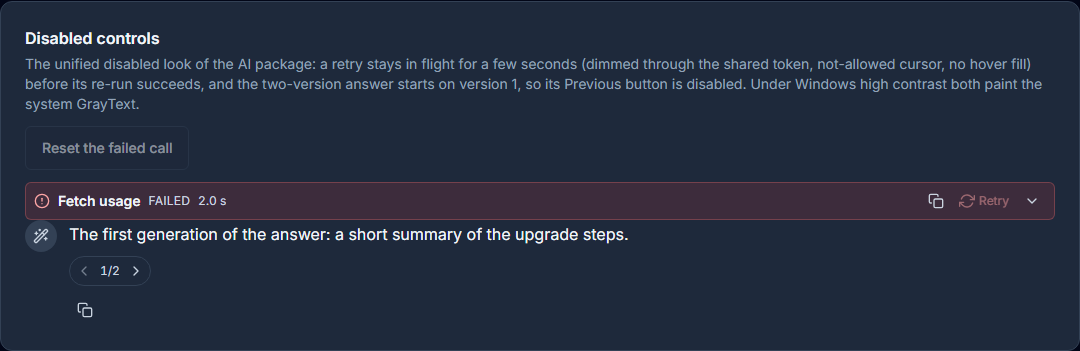 Disabled controls
The unified disabled look of the AI package: a retry stays in flight for a few seconds (dimmed through the shared token, not-allowed cursor, no hover fill)
before its re-run succeeds, and the two-version answer starts on version 1, so its Previous button is disabled. Under Windows high contrast both paint the
system GrayText.
Reset the failed call
Fetch usage FAILED 2.0 s Retry
The first generation of the answer: a short summary of the upgrade steps.
1/2